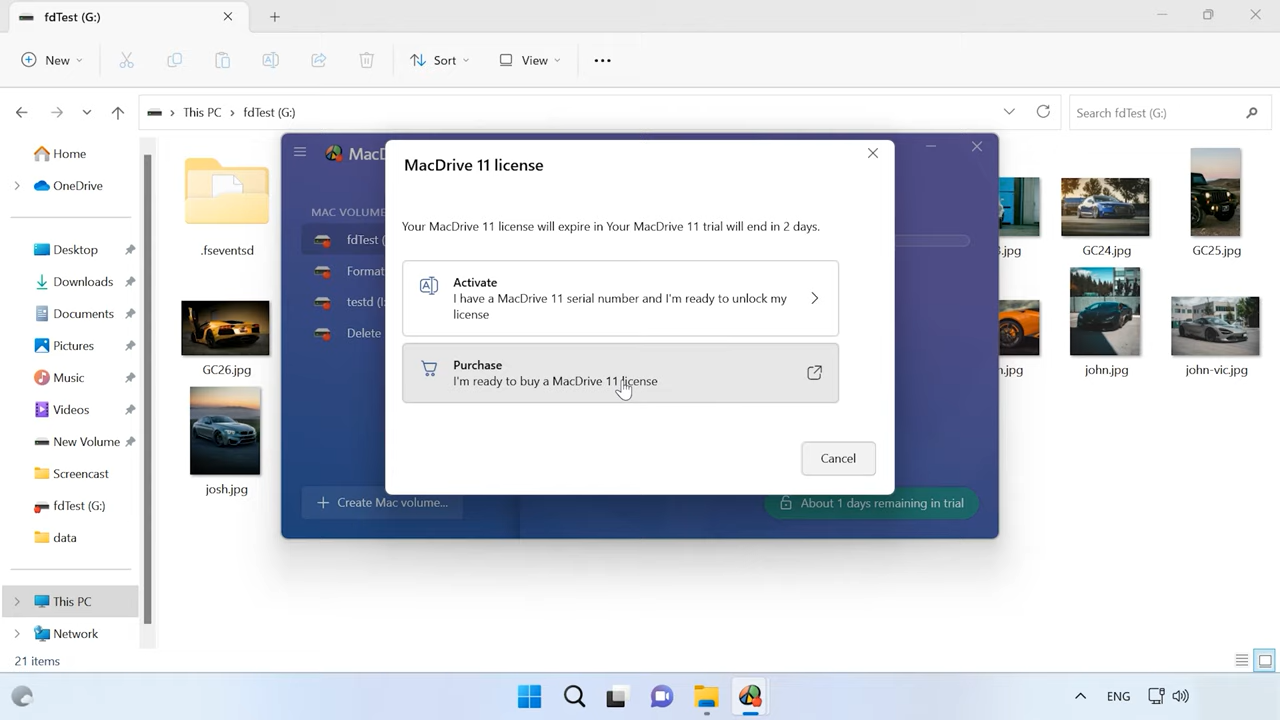 fdTest (G:)
New
Sort
View
This PC
fdTest (G:)
Search fdTest (G:)
Home
OneDrive
Desktop
Downloads
Documents
Pictures
Music
Videos
New Volume
Screencast
fdTest (G:)
data
This PC
Network
21 items
.fseventsd
GC26.jpg
josh.jpg
.jpg
GC24.jpg
GC25.jpg
.jpg
john.jpg
john-vic.jpg
MacD
MAC VOLUME
fdTest (
Format
testd (I:
Delete
Create Mac volume...
About 1 days remaining in trial
MacDrive 11 license
Your MacDrive 11 license will expire in Your MacDrive 11 trial will end in 2 days.
Activate
I have a MacDrive 11 serial number and I'm ready to unlock my
license
Purchase
I'm ready to buy a MacDrive 11 license
Cancel
ENG